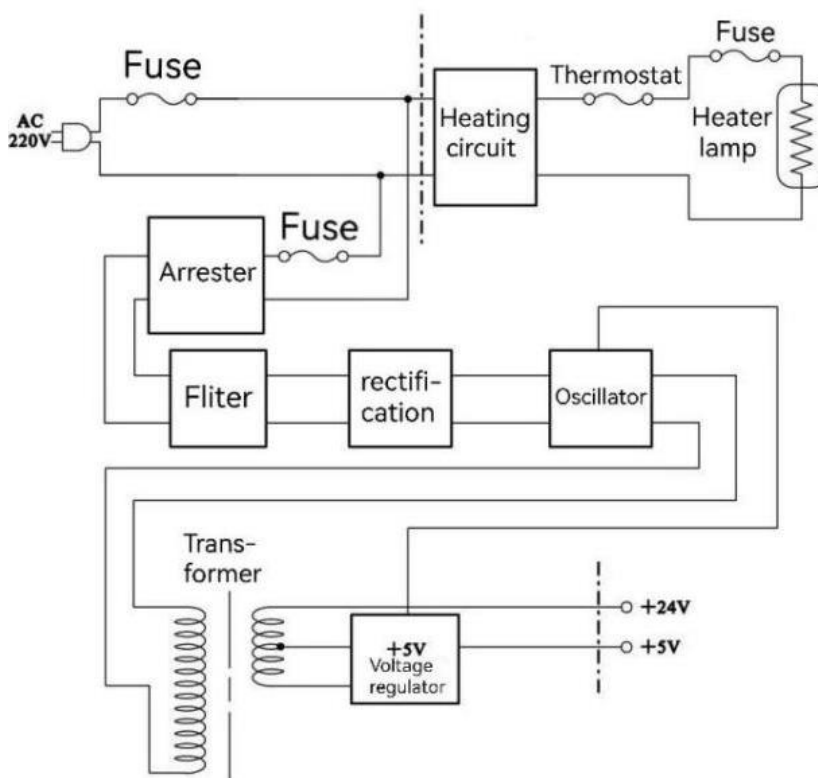 Fuse
Fuse
Thermostat
AC
220V
Heating
circuit
Heater
lamp
Fuse
Arrester
Fliter
rectifi-
cation
Oscillator
Trans-
former
+24V
+5V
Voltage
regulator
+5V